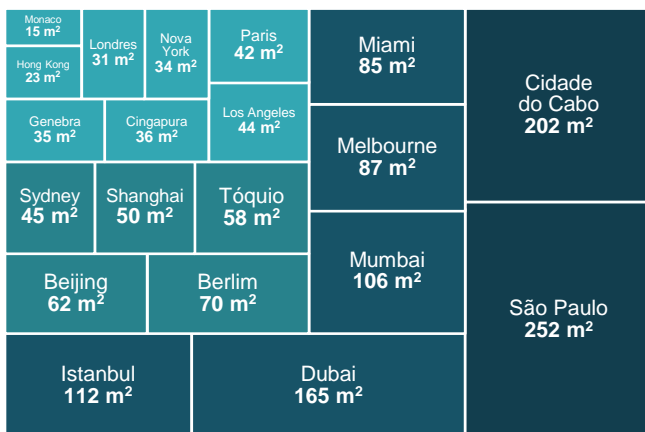 Monaco
15 m²
Hong Kong
23 m²
Londres
31 m²
Nova
York
34 m²
Paris
42 m²
Genebra
35 m²
Cingapura
36 m²
Los Angeles
44 m²
Sydney
45 m²
Shanghai
50 m²
Tóquio
58 m²
Beijing
62 m²
Berlim
70 m²
Miami
85 m²
Melbourne
87 m²
Mumbai
106 m²
Istanbul
112 m²
Dubai
165 m²
Cidade
do Cabo
202 m²
São Paulo
252 m²